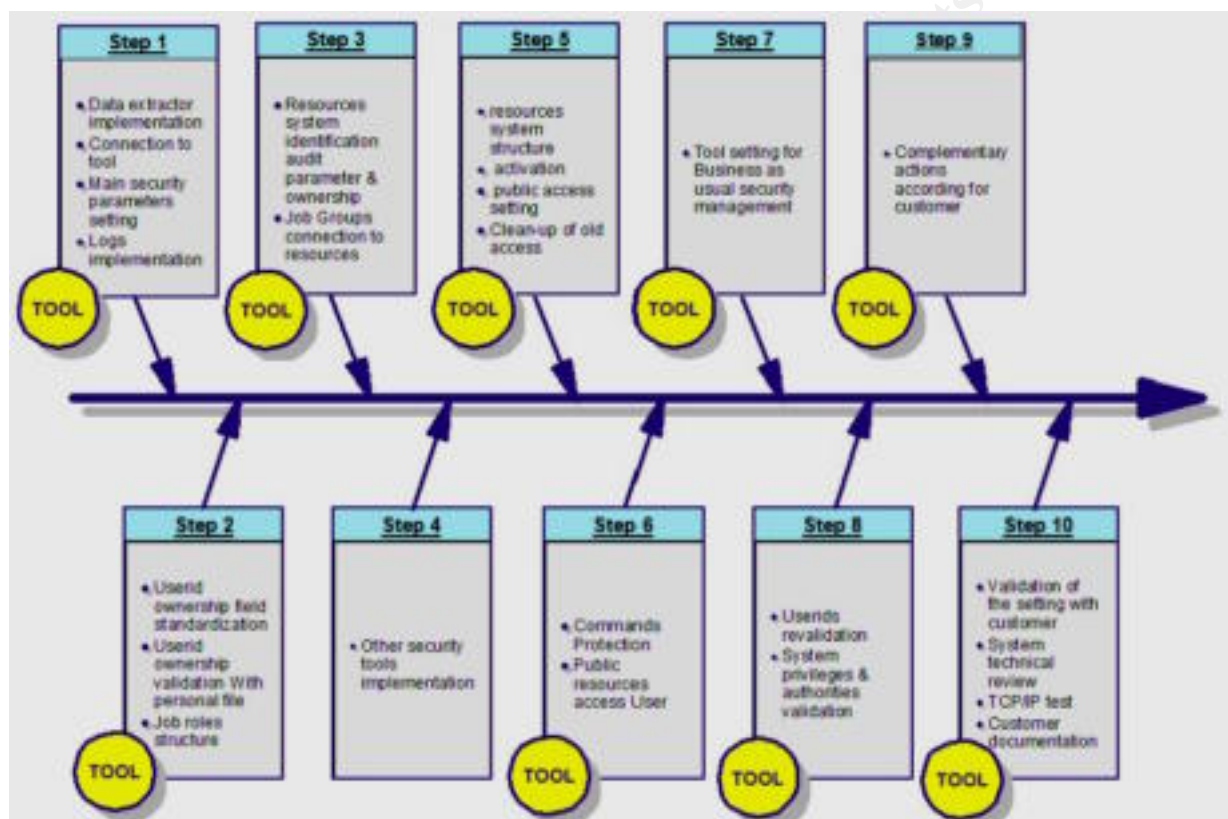 Step 1
Data extractor
implementation
Connection to
tool
Main security
parameters
setting
Logs
implementation
TOOL
Step 3
Resources
system
identification
audit
parameter &
ownership
Job Groups
connection to
resources
TOOL
Step 5
resources
system
structure
activation
public access
setting
Clean-up of old
access
TOOL
Step 7
Tool setting for
Business as
usual security
management
TOOL
Step 9
Complementary
actions
according for
customer
TOOL
Step 2
Userid
ownership field
standardization
Userid
ownership
validation With
personal file
Job roles
structure
TOOL
Step 4
Other security
tools
implementation
Step 6
Commands
Protection
Public
resources
access User
TOOL
Step 8
Userids
revalidation
System
privileges &
authorities
validation
TOOL
Step 10
Validation of
the setting with
customer
System
technical
review
TCP/IP test
Customer
documentation
TOOL